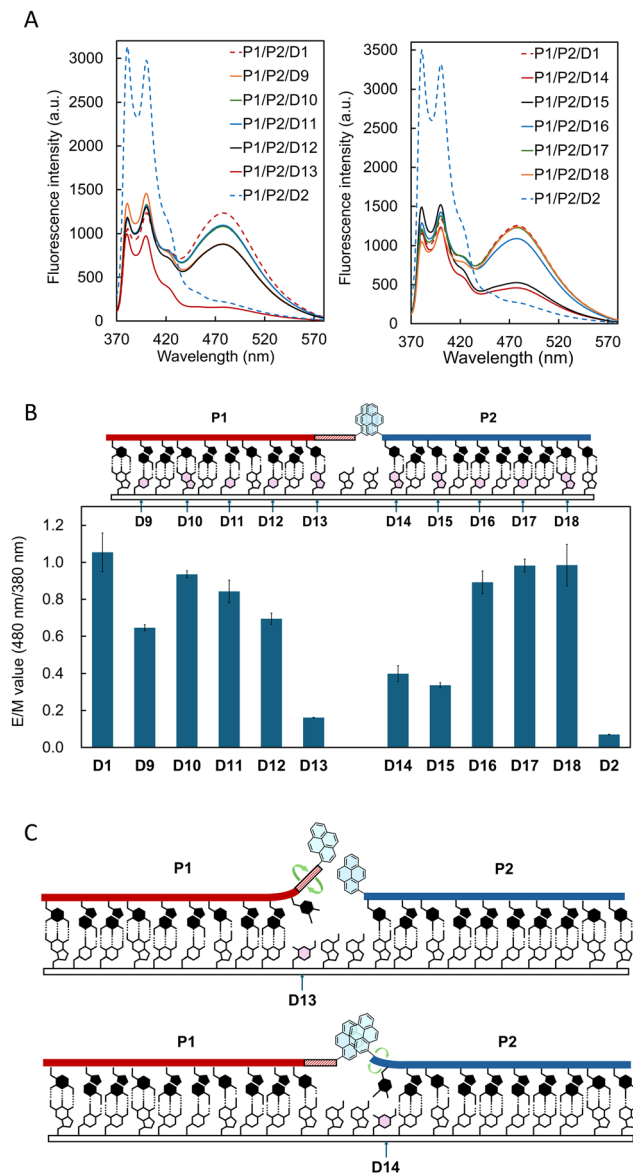 A
Fluorescence intensity (a.u.)
3000
2500
2000
1500
1000
500
0
370
420
470
520
570
Wavelength (nm)
P1/P2/D1
P1/P2/D9
P1/P2/D10
P1/P2/D11
P1/P2/D12
P1/P2/D13
P1/P2/D2
Fluorescence intensity (a.u.)
3500
3000
2500
2000
1500
1000
500
0
370
420
470
520
570
Wavelength (nm)
P1/P2/D1
P1/P2/D14
P1/P2/D15
P1/P2/D16
P1/P2/D17
P1/P2/D18
P1/P2/D2
B
P1 P2
D9 D10 D11 D12 D13 D14 D15 D16 D17 D18
E/M value (480 nm/380 nm)
1.2
1.0
0.8
0.6
0.4
0.2
0.0
D1 D9 D10 D11 D12 D13 D14 D15 D16 D17 D18 D2
C
P1 P2
D13
P1 P2
D14